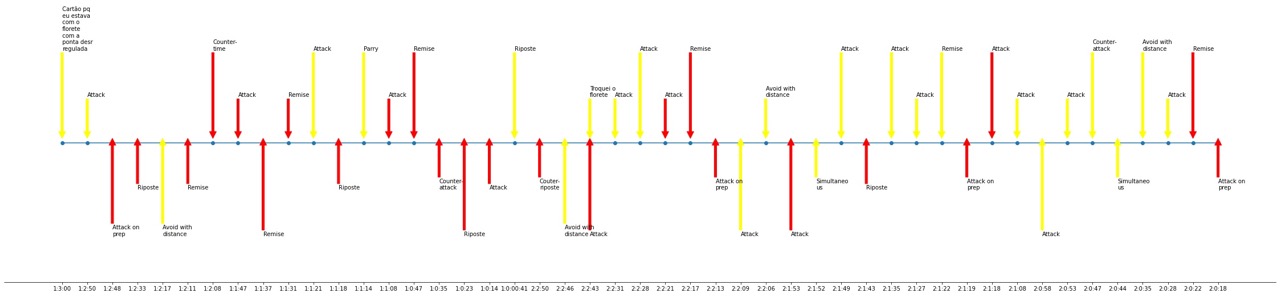 Cartão pq
eu estava
com o
florete
com a
ponta desr
regulada
Attack
Attack on
prep
Riposte
Avoid with
distance
Remise
Counter-
time
Attack
Remise
Remise
Attack
Riposte
Parry
Attack
Remise
Counter-
attack
Riposte
Attack
Riposte
Couter-
riposte
Avoid with
distance
Troquei o
florete
Attack
Attack
Attack
Attack
Remise
Attack on
prep
Attack
Avoid with
distance
Attack
Simultaneo
us
Attack
Riposte
Attack
Attack
Remise
Attack on
prep
Attack
Attack
Attack
Attack
Counter-
attack
Simultaneo
us
Avoid with
distance
Attack
Remise
Attack on
prep
1:3:00 1:2:50 1:2:48 1:2:33 1:2:17 1:2:11 1:2:08 1:1:47 1:1:37 1:1:31 1:1:21 1:1:18 1:1:14 1:1:08 1:0:47 1:0:35 1:0:23 1:0:14 1:0:00:41 2:2:50 2:2:46 2:2:43 2:2:31 2:2:28 2:2:21 2:2:17 2:2:13 2:2:09 2:2:06 2:1:53 2:1:52 2:1:49 2:1:43 2:1:35 2:1:27 2:1:22 2:1:19 2:1:18 2:1:08 2:0:58 2:0:53 2:0:47 2:0:44 2:0:35 2:0:28 2:0:22 2:0:18